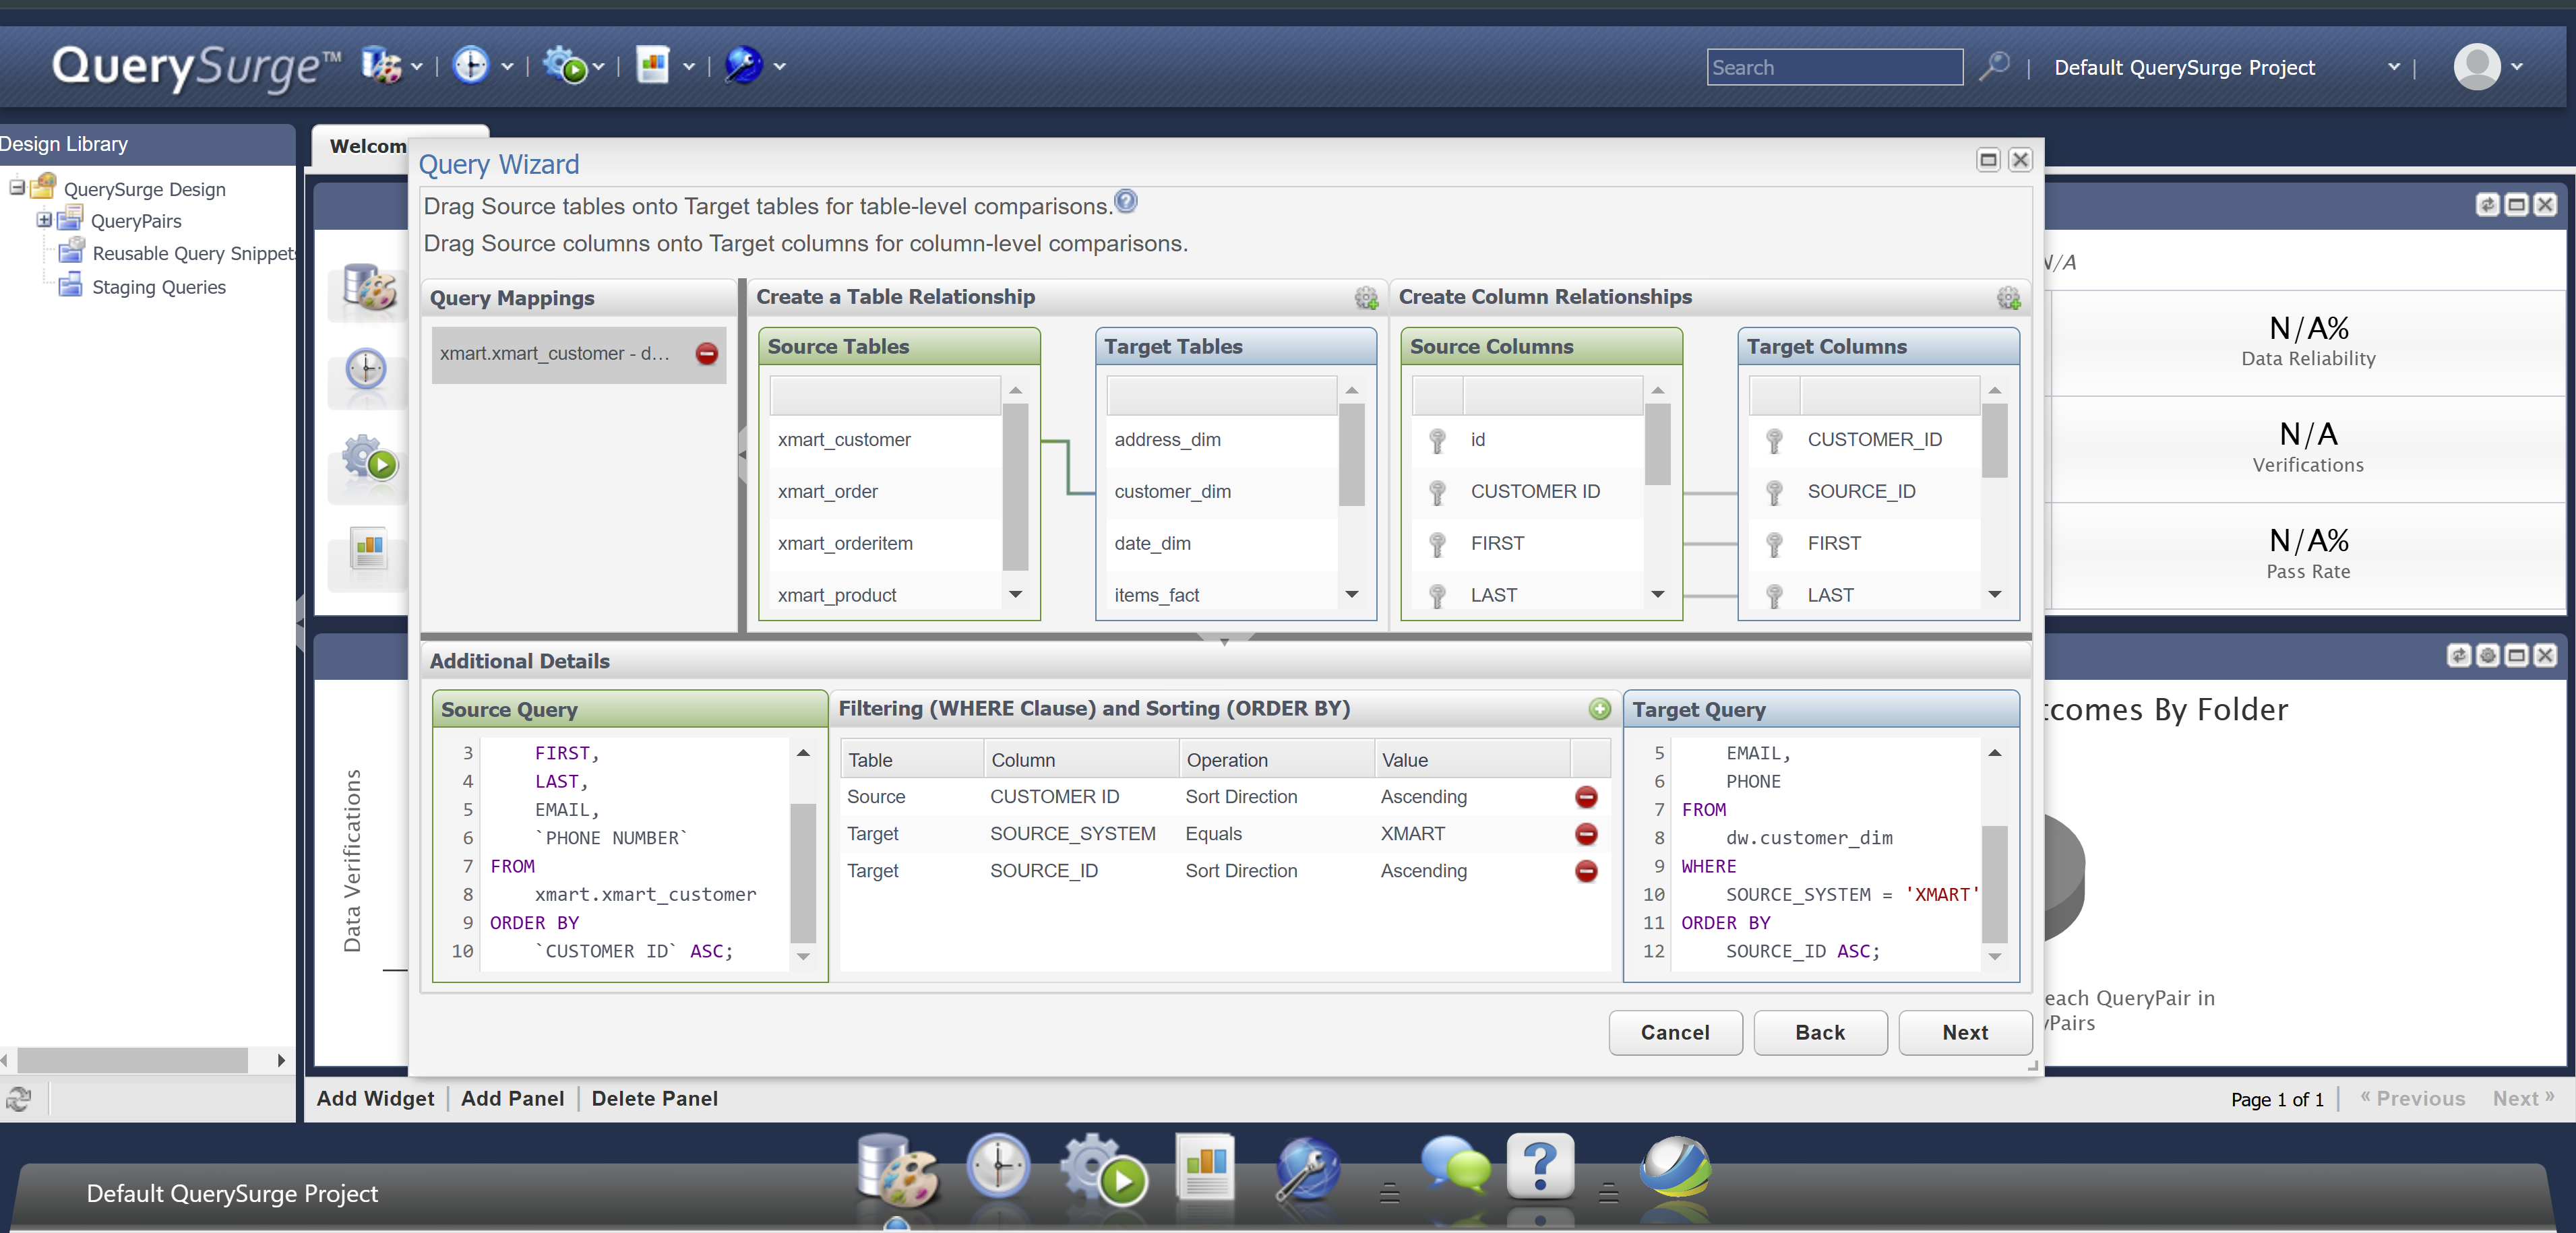 QuerySurge™
Search
Default QuerySurge Project
Design Library
QuerySurge Design
QueryPairs
Reusable Query Snippets
Staging Queries
Welcom
Query Wizard
Drag Source tables onto Target tables for table-level comparisons.
Drag Source columns onto Target columns for column-level comparisons.
Query Mappings
xmart.xmart_customer - d...
Create a Table Relationship
Source Tables
xmart_customer
xmart_order
xmart_orderitem
xmart_product
Target Tables
address_dim
customer_dim
date_dim
items_fact
Create Column Relationships
Source Columns
id
CUSTOMER ID
FIRST
LAST
Target Columns
CUSTOMER_ID
SOURCE_ID
FIRST
LAST
Additional Details
Source Query
3 FIRST,
4 LAST,
5 EMAIL,
6 `PHONE NUMBER`
7 FROM
8 xmart.xmart_customer
9 ORDER BY
10 `CUSTOMER ID` ASC;
Filtering (WHERE Clause) and Sorting (ORDER BY)
Table Column Operation Value
Source CUSTOMER ID Sort Direction Ascending
Target SOURCE_SYSTEM Equals XMART
Target SOURCE_ID Sort Direction Ascending
Target Query
5 EMAIL,
6 PHONE
7 FROM
8 dw.customer_dim
9 WHERE
10 SOURCE_SYSTEM = 'XMART'
11 ORDER BY
12 SOURCE_ID ASC;
Cancel
Back
Next
N/A
N/A%
Data Reliability
N/A
Verifications
N/A%
Pass Rate
tcomes By Folder
each QueryPair in
yPairs
Data Verifications
Add Widget
Add Panel
Delete Panel
Page 1 of 1
« Previous
Next »
Default QuerySurge Project